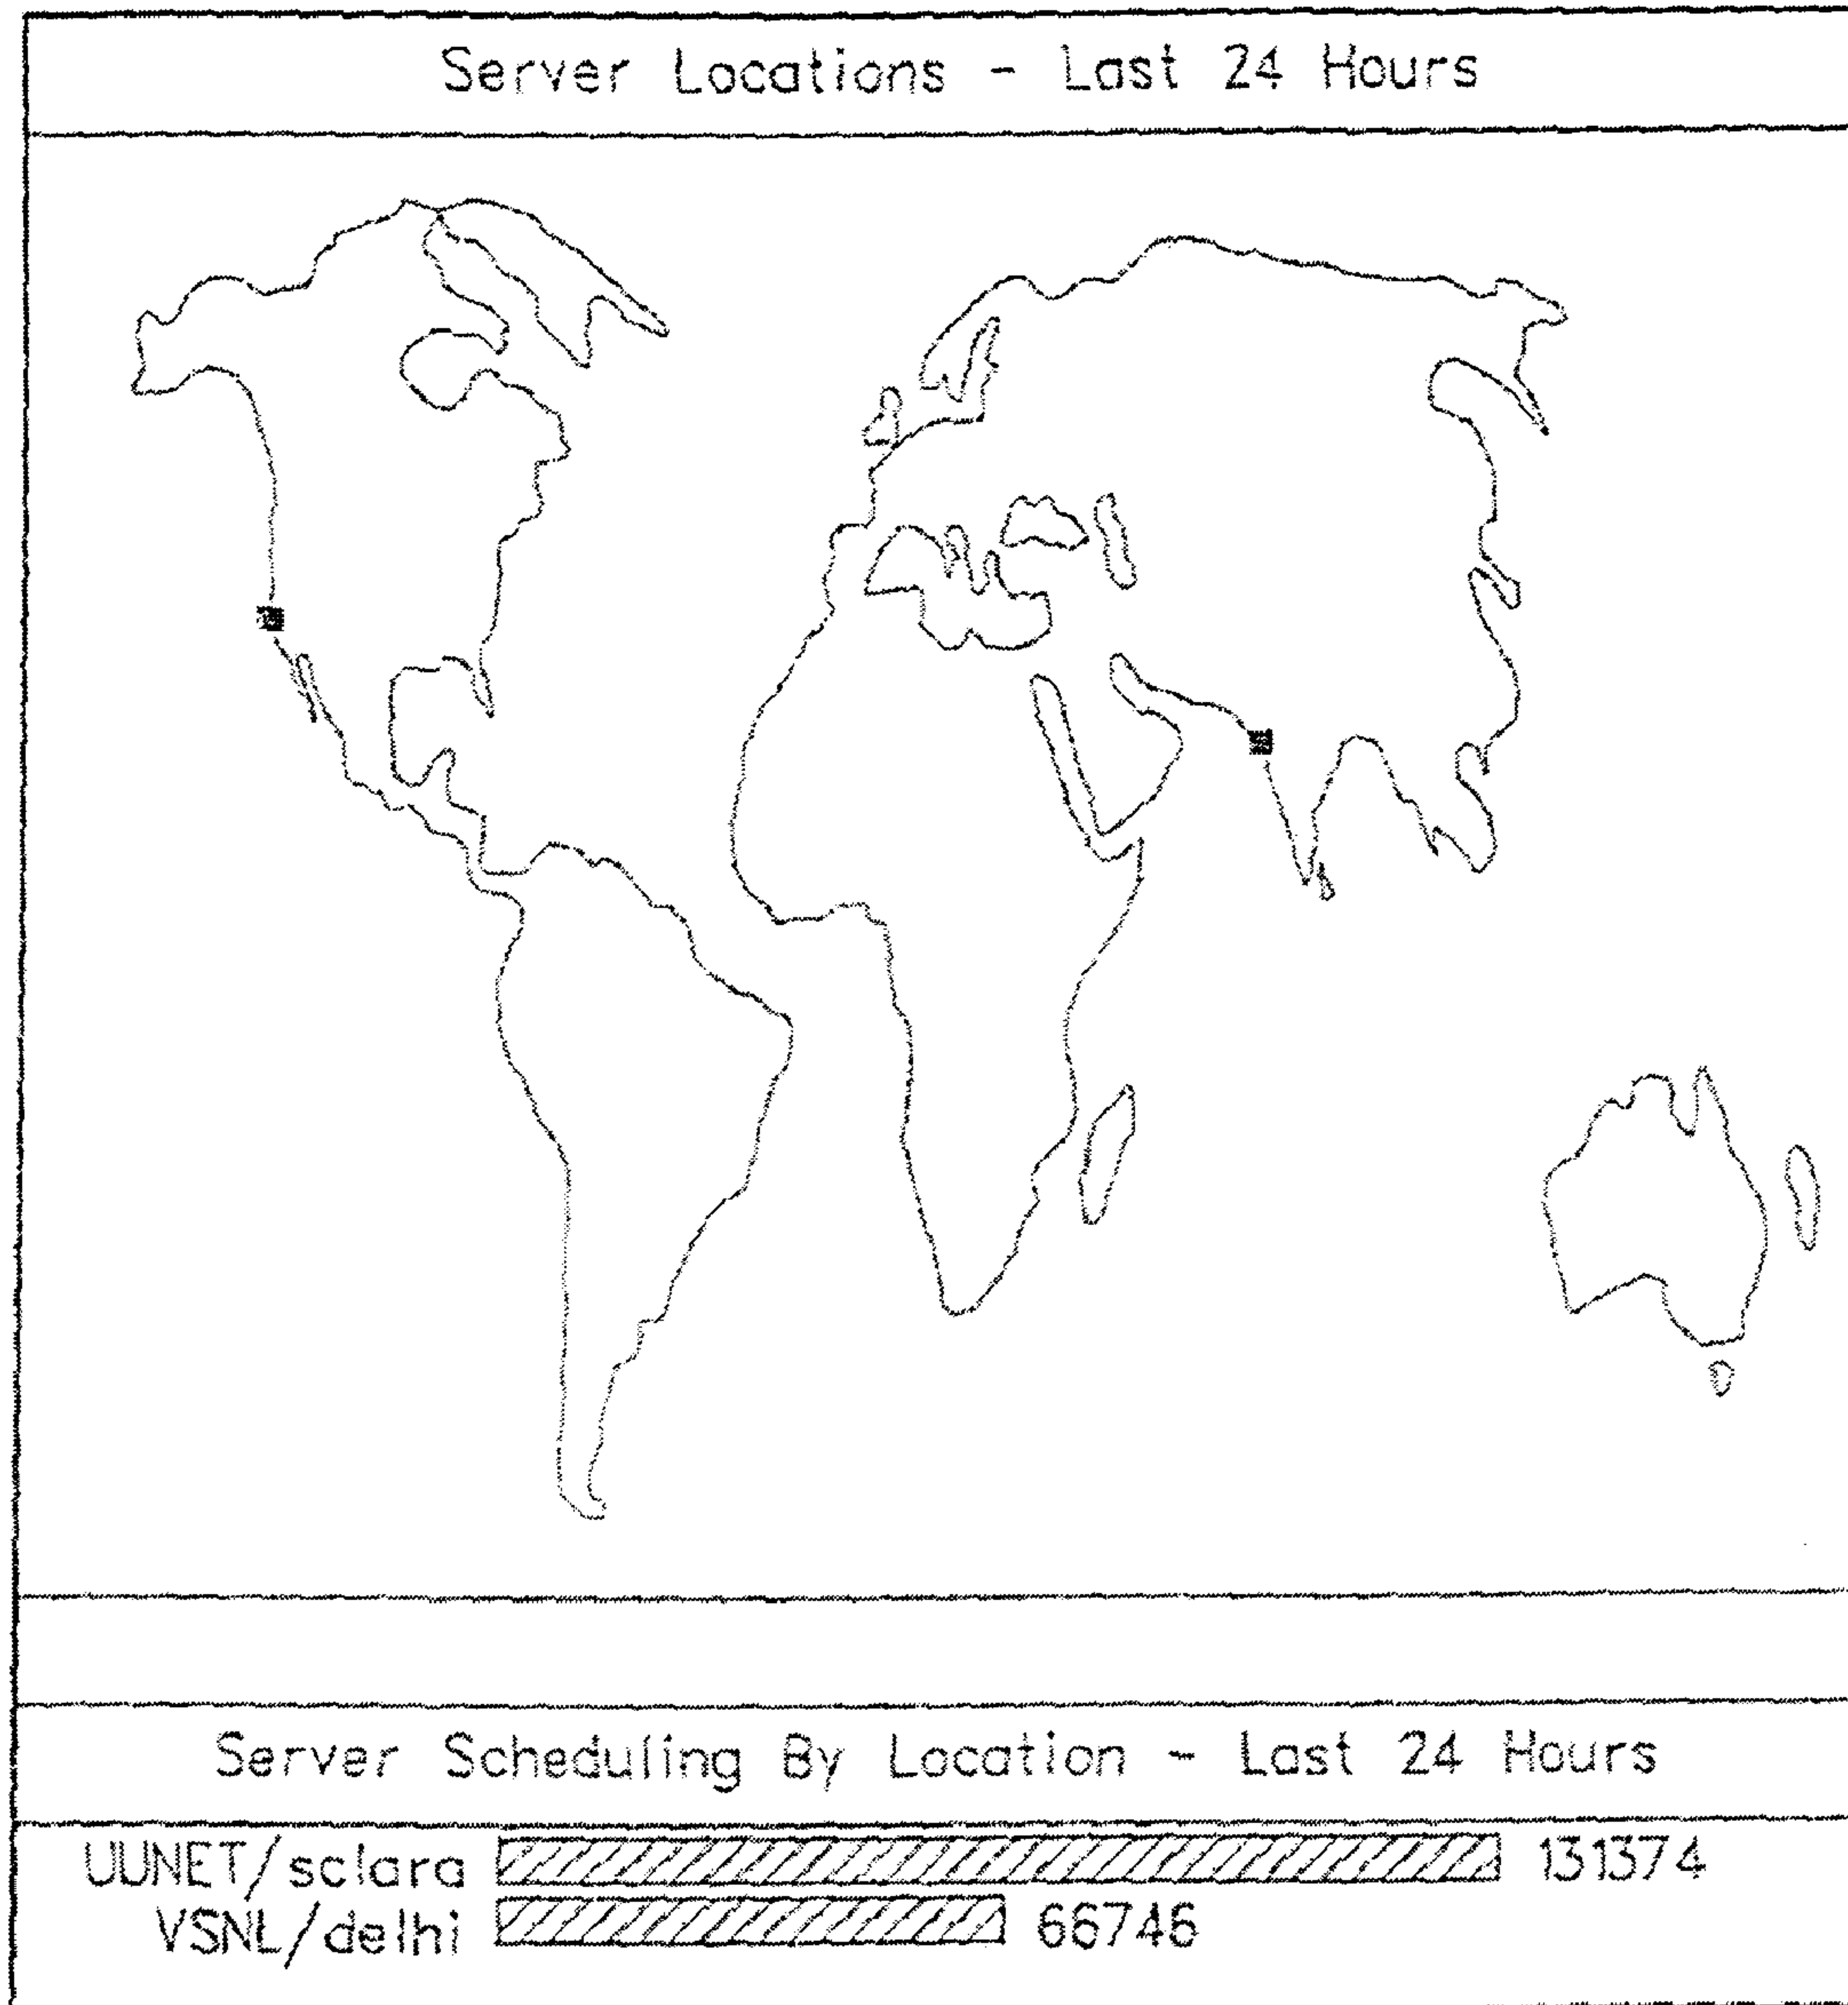 Server Locations - Last 24 Hours
Server Scheduling By Location - Last 24 Hours
UUNET/sclara 131374
VSNL/delhi 66746